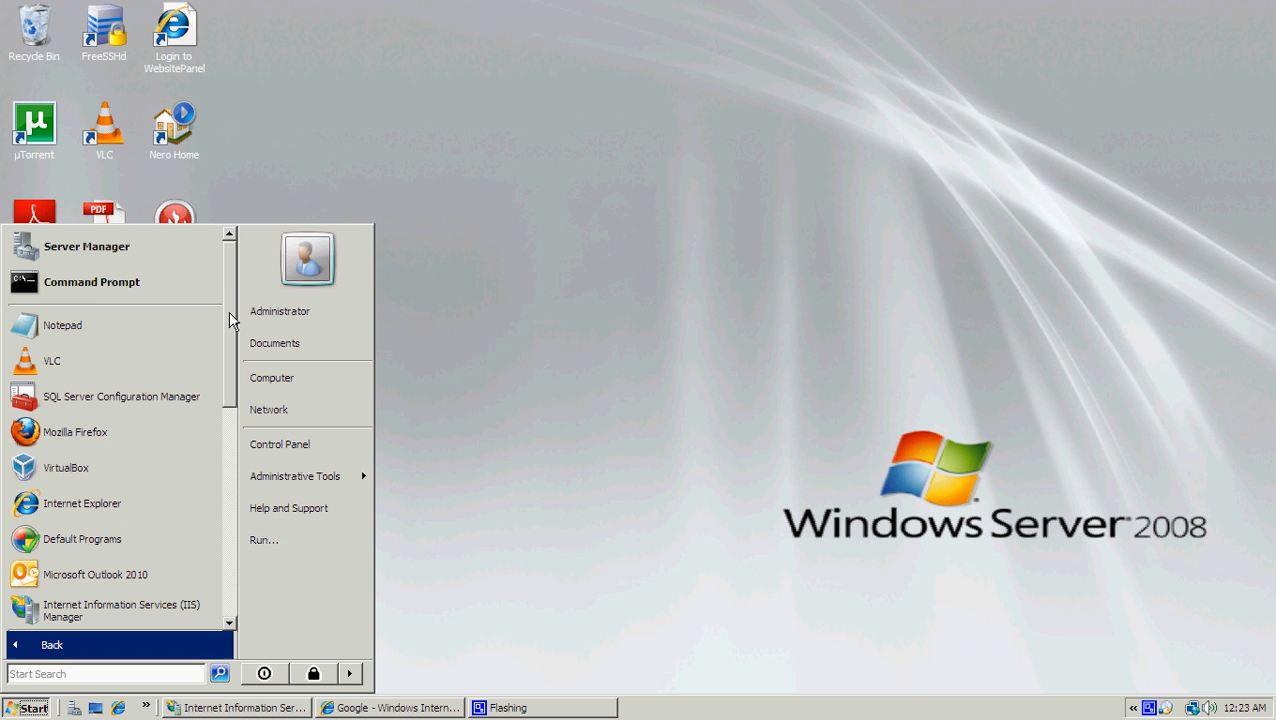 Recycle Bin
FreeSSHd
Login to
WebsitePanel
µTorrent
VLC
Nero Home
PDF
Server Manager
Command Prompt
Notepad
VLC
SQL Server Configuration Manager
Mozilla Firefox
VirtualBox
Internet Explorer
Default Programs
Microsoft Outlook 2010
Internet Information Services (IIS)
Manager
Back
Start Search
Administrator
Documents
Computer
Network
Control Panel
Administrative Tools
Help and Support
Run...
Windows Server 2008
Start
Internet Information Ser...
Google - Windows Intern...
Flashing
12:23 AM